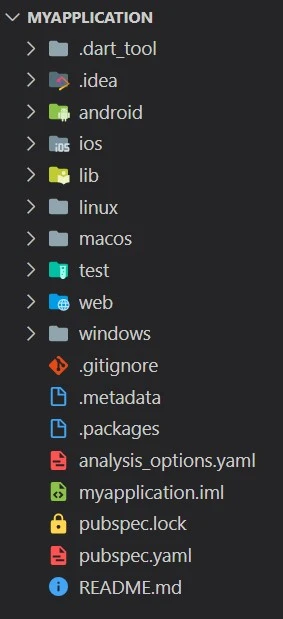 MYAPPLICATION
.dart_tool
.idea
android
iOS ios
lib
linux
macos
test
web
windows
.gitignore
.metadata
.packages
analysis_options.yaml
myapplication.iml
pubspec.lock
pubspec.yaml
README.md